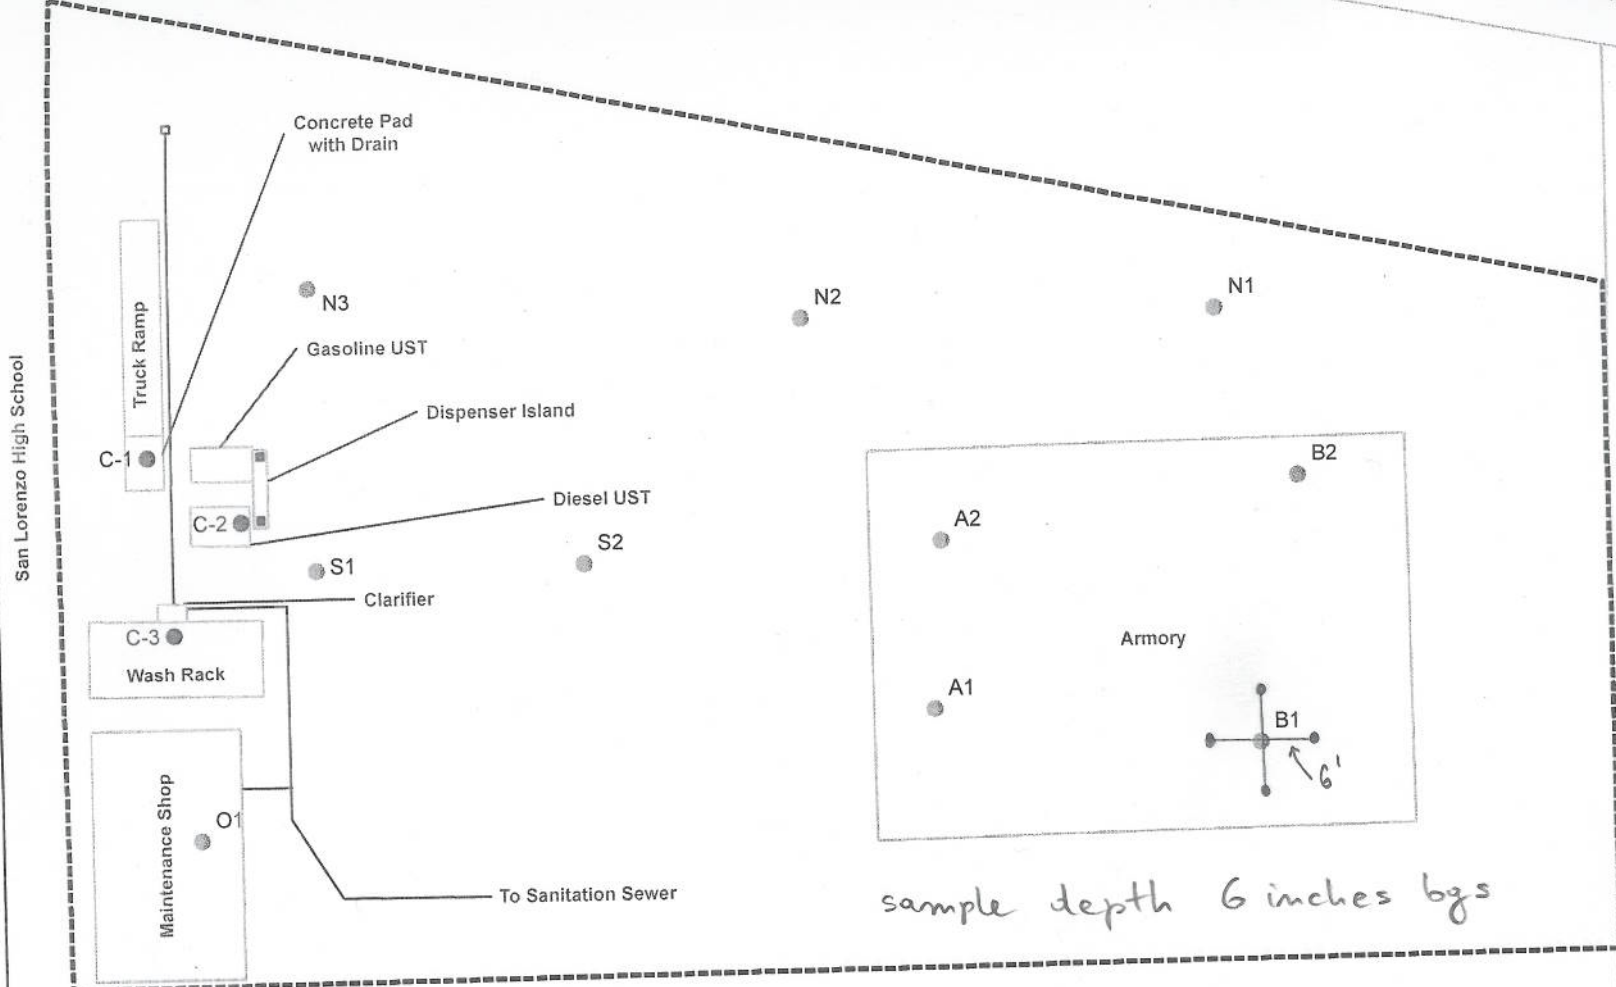 Concrete Pad
with Drain
N3
N2
N1
Truck Ramp
Gasoline UST
San Lorenzo High School
Dispenser Island
C-1
B2
Diesel UST
C-2
A2
S2
S1
Clarifier
C-3
Armory
Wash Rack
A1
B1
6'
Maintenance Shop
O1
To Sanitation Sewer
sample depth 6 inches bgs